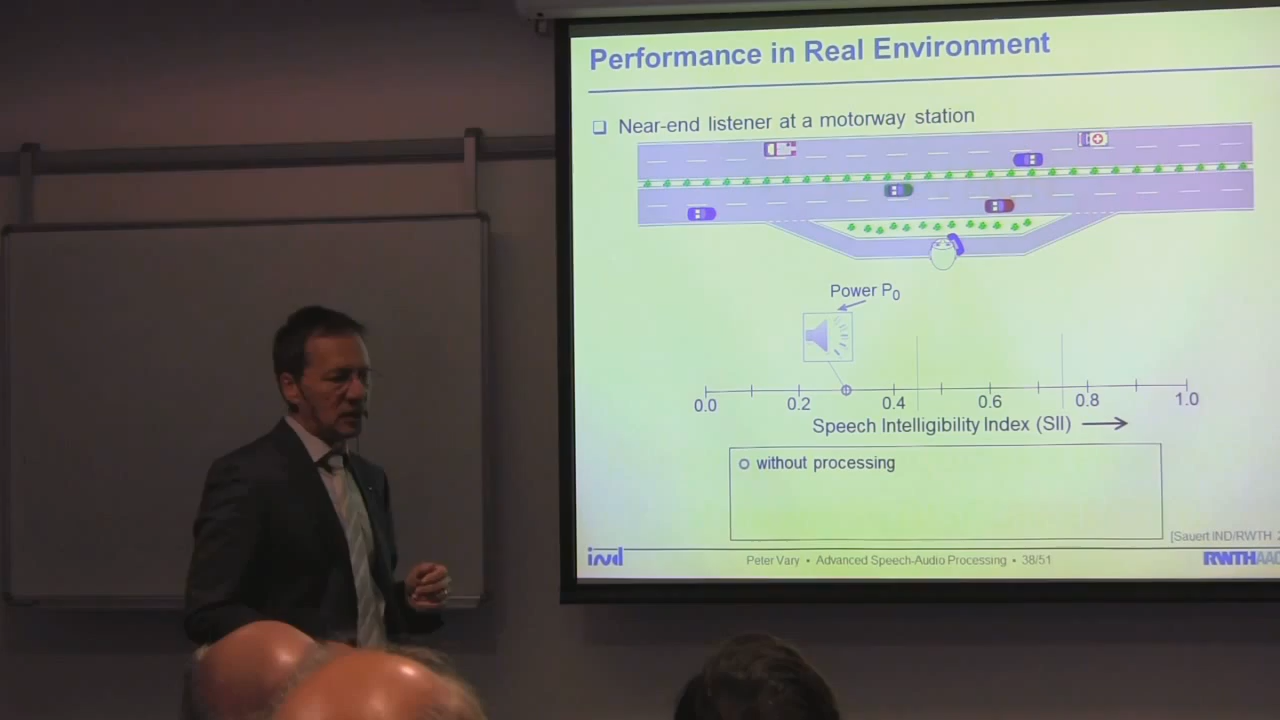 Performance in Real Environment
❑ Near-end listener at a motorway station
Power P₀
0.0 0.2 0.4 0.6 0.8 1.0
Speech Intelligibility Index (SII)
without processing
[Sauert IND/RWTH
ind Peter Vary • Advanced Speech-Audio Processing • 38/51 RWTHAAC